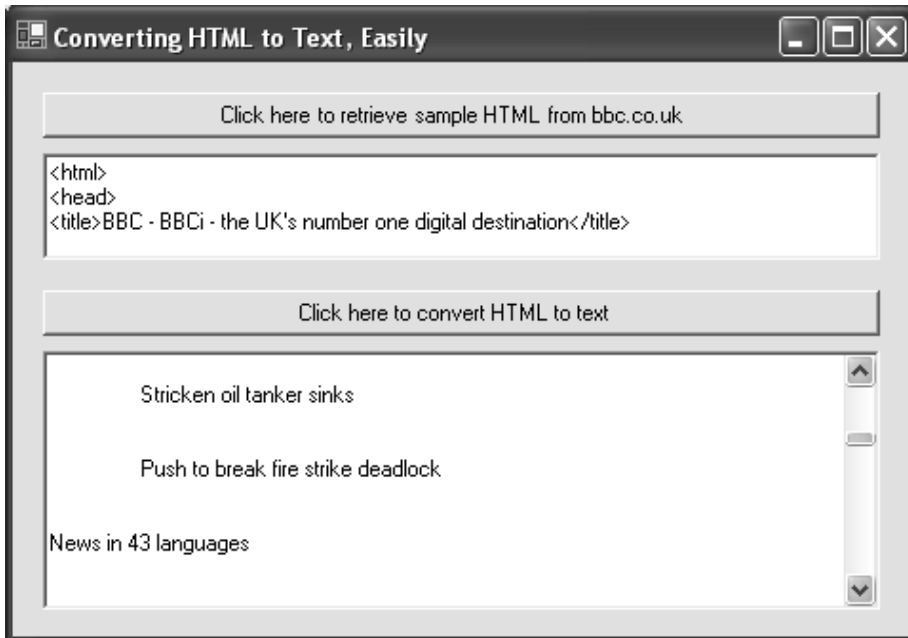 Converting HTML to Text, Easily
Click here to retrieve sample HTML from bbc.co.uk
<html>
<head>
<title>BBC - BBCi - the UK's number one digital destination</title>
Click here to convert HTML to text
Stricken oil tanker sinks
Push to break fire strike deadlock
News in 43 languages